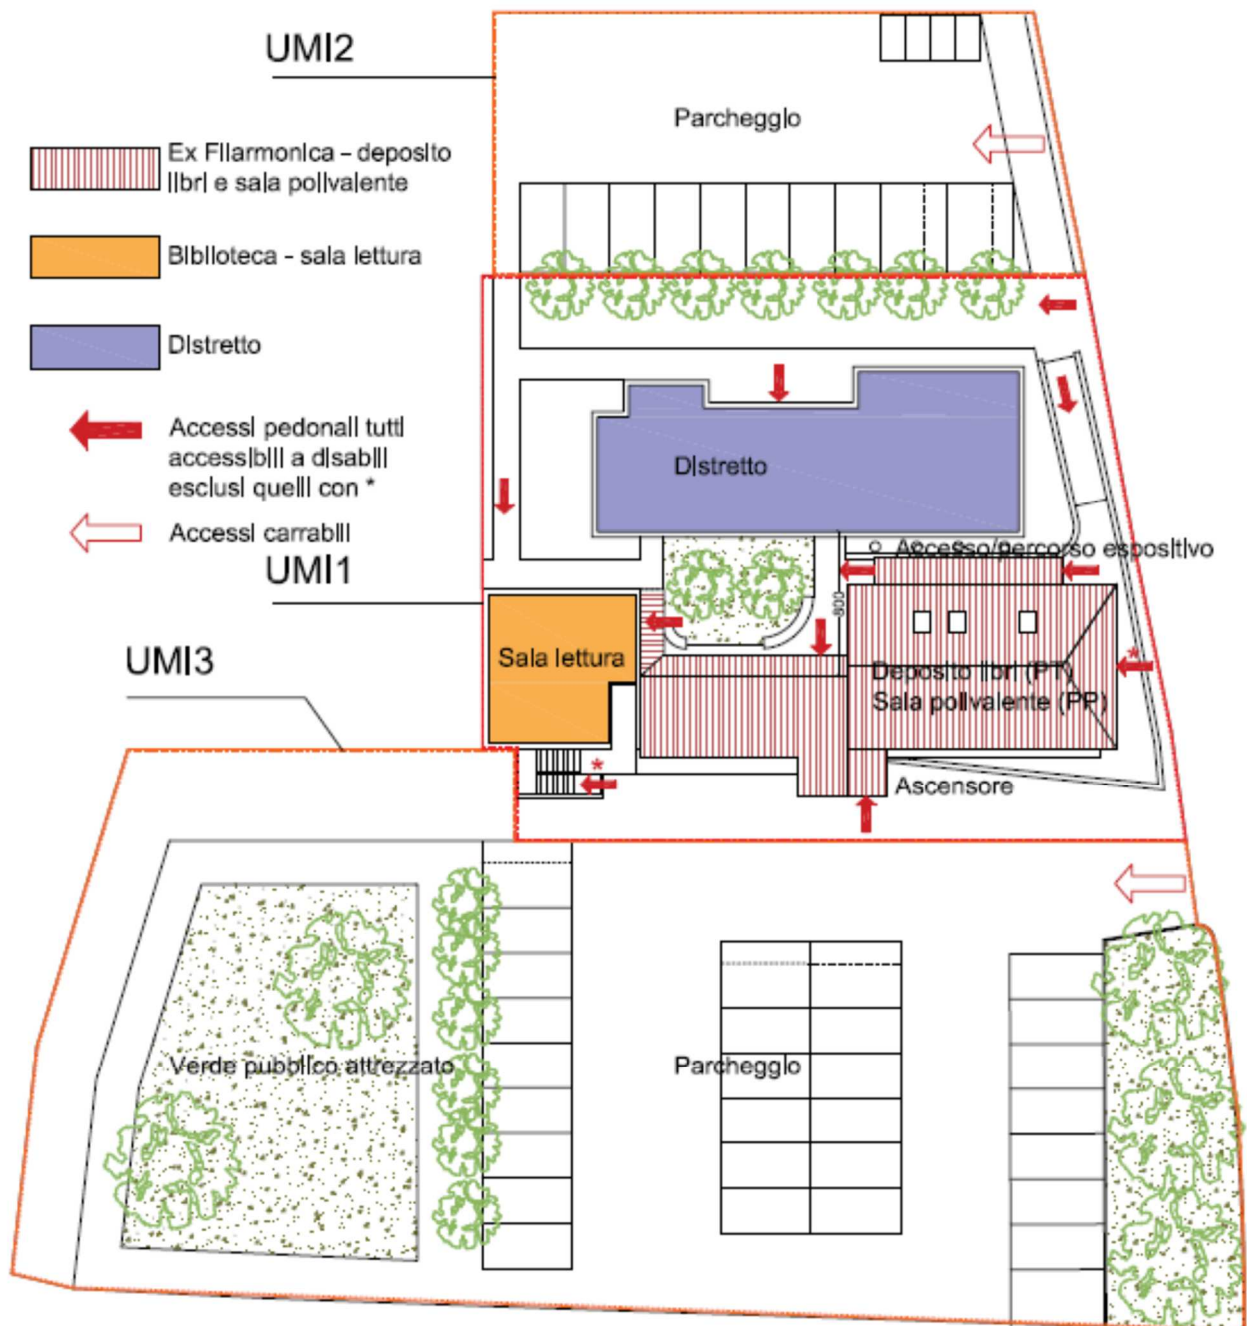 UMI2
Parcheggio
Ex Filarmonica - deposito
libri e sala polivalente
Biblioteca - sala lettura
Distretto
Accessi pedonali tutti
accessibili a disabili
esclusi quelli con *
Accessi carrabili
Distretto
Accesso/percorso espositivo
UMI1
800
Sala lettura
*
Deposito libri (PT)
Sala polivalente (PP)
UMI3
*
Ascensore
Verde pubblico attrezzato
Parcheggio